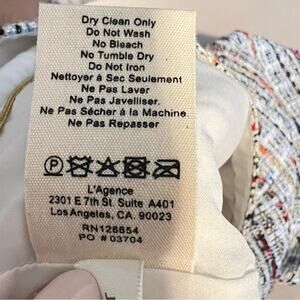 Dry Clean Only
Do Not Wash
No Bleach
No Tumble Dry
Do Not Iron
Nettoyer à Sec Seulement
Ne Pas Laver
Ne Pas Javelliser.
Ne Pas Sécher à la Machine
Ne Pas Repasser
P
L'Agence
2301 E 7th St. Suite A401
Los Angeles, CA. 90023
RN126654
PO # 03704